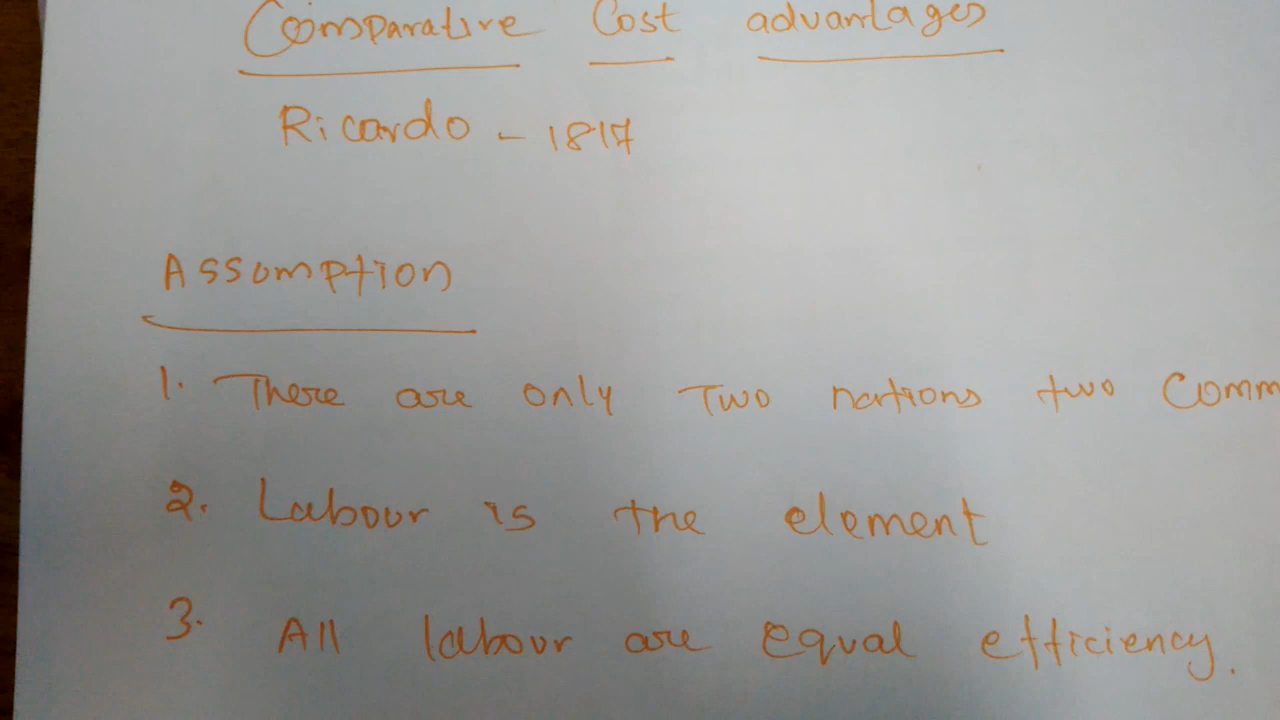 Comparative Cost advantages
Ricardo - 1817
Assomption
1. There are only Two nations two Comm
2. Labour is the element
3. All labour are equal efficiency.